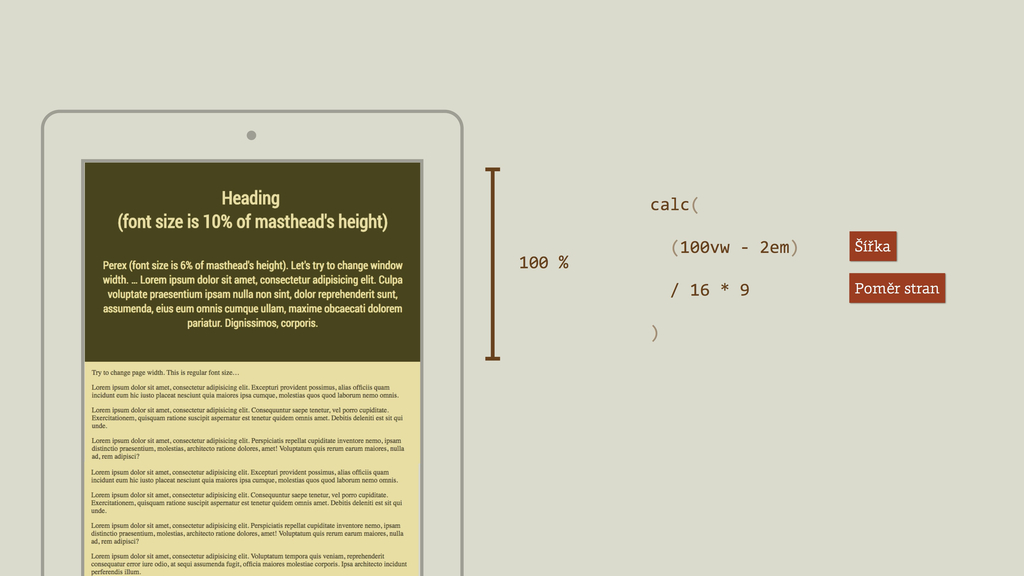 Heading
(font size is 10% of masthead's height)
Perex (font size is 6% of masthead's height). Let's try to change window
width. ... Lorem ipsum dolor sit amet, consectetur adipisicing elit. Culpa
voluptate praesentium ipsam nulla non sint, dolor reprehenderit sunt,
assumenda, eius eum omnis cumque ullam, maxime obcaecati dolorem
pariatur. Dignissimos, corporis.
Try to change page width. This is regular font size…
Lorem ipsum dolor sit amet, consectetur adipisicing elit. Excepturi provident possimus, alias officiis quam
incidunt eum hic iusto placeat nesciunt quia maiores ipsa cumque, molestias quos quod laborum nemo omnis.
Lorem ipsum dolor sit amet, consectetur adipisicing elit. Consequuntur saepe tenetur, vel porro cupiditate.
Exercitationem, quisquam ratione suscipit aspernatur est tenetur quidem omnis amet. Debitis deleniti est sit qui
unde.
Lorem ipsum dolor sit amet, consectetur adipisicing elit. Perspiciatis repellat cupiditate inventore nemo, ipsam
distinctio praesentium, molestias, architecto ratione dolores, amet! Voluptatum quis rerum earum maiores, nulla
ad, rem adipisci?
Lorem ipsum dolor sit amet, consectetur adipisicing elit. Excepturi provident possimus, alias officiis quam
incidunt eum hic iusto placeat nesciunt quia maiores ipsa cumque, molestias quos quod laborum nemo omnis.
Lorem ipsum dolor sit amet, consectetur adipisicing elit. Consequuntur saepe tenetur, vel porro cupiditate.
Exercitationem, quisquam ratione suscipit aspernatur est tenetur quidem omnis amet. Debitis deleniti est sit qui
unde.
Lorem ipsum dolor sit amet, consectetur adipisicing elit. Perspiciatis repellat cupiditate inventore nemo, ipsam
distinctio praesentium, molestias, architecto ratione dolores, amet! Voluptatum quis rerum earum maiores, nulla
ad, rem adipisci?
Lorem ipsum dolor sit amet, consectetur adipisicing elit. Voluptatum tempora quis veniam, reprehenderit
consequatur error iure odio, at sequi assumenda fugit, officia maiores molestiae corporis. Ipsa architecto incidunt
perferendis illum.
100 %
calc(
(100vw - 2em)
Šířka
/ 16 * 9
Poměr stran
)